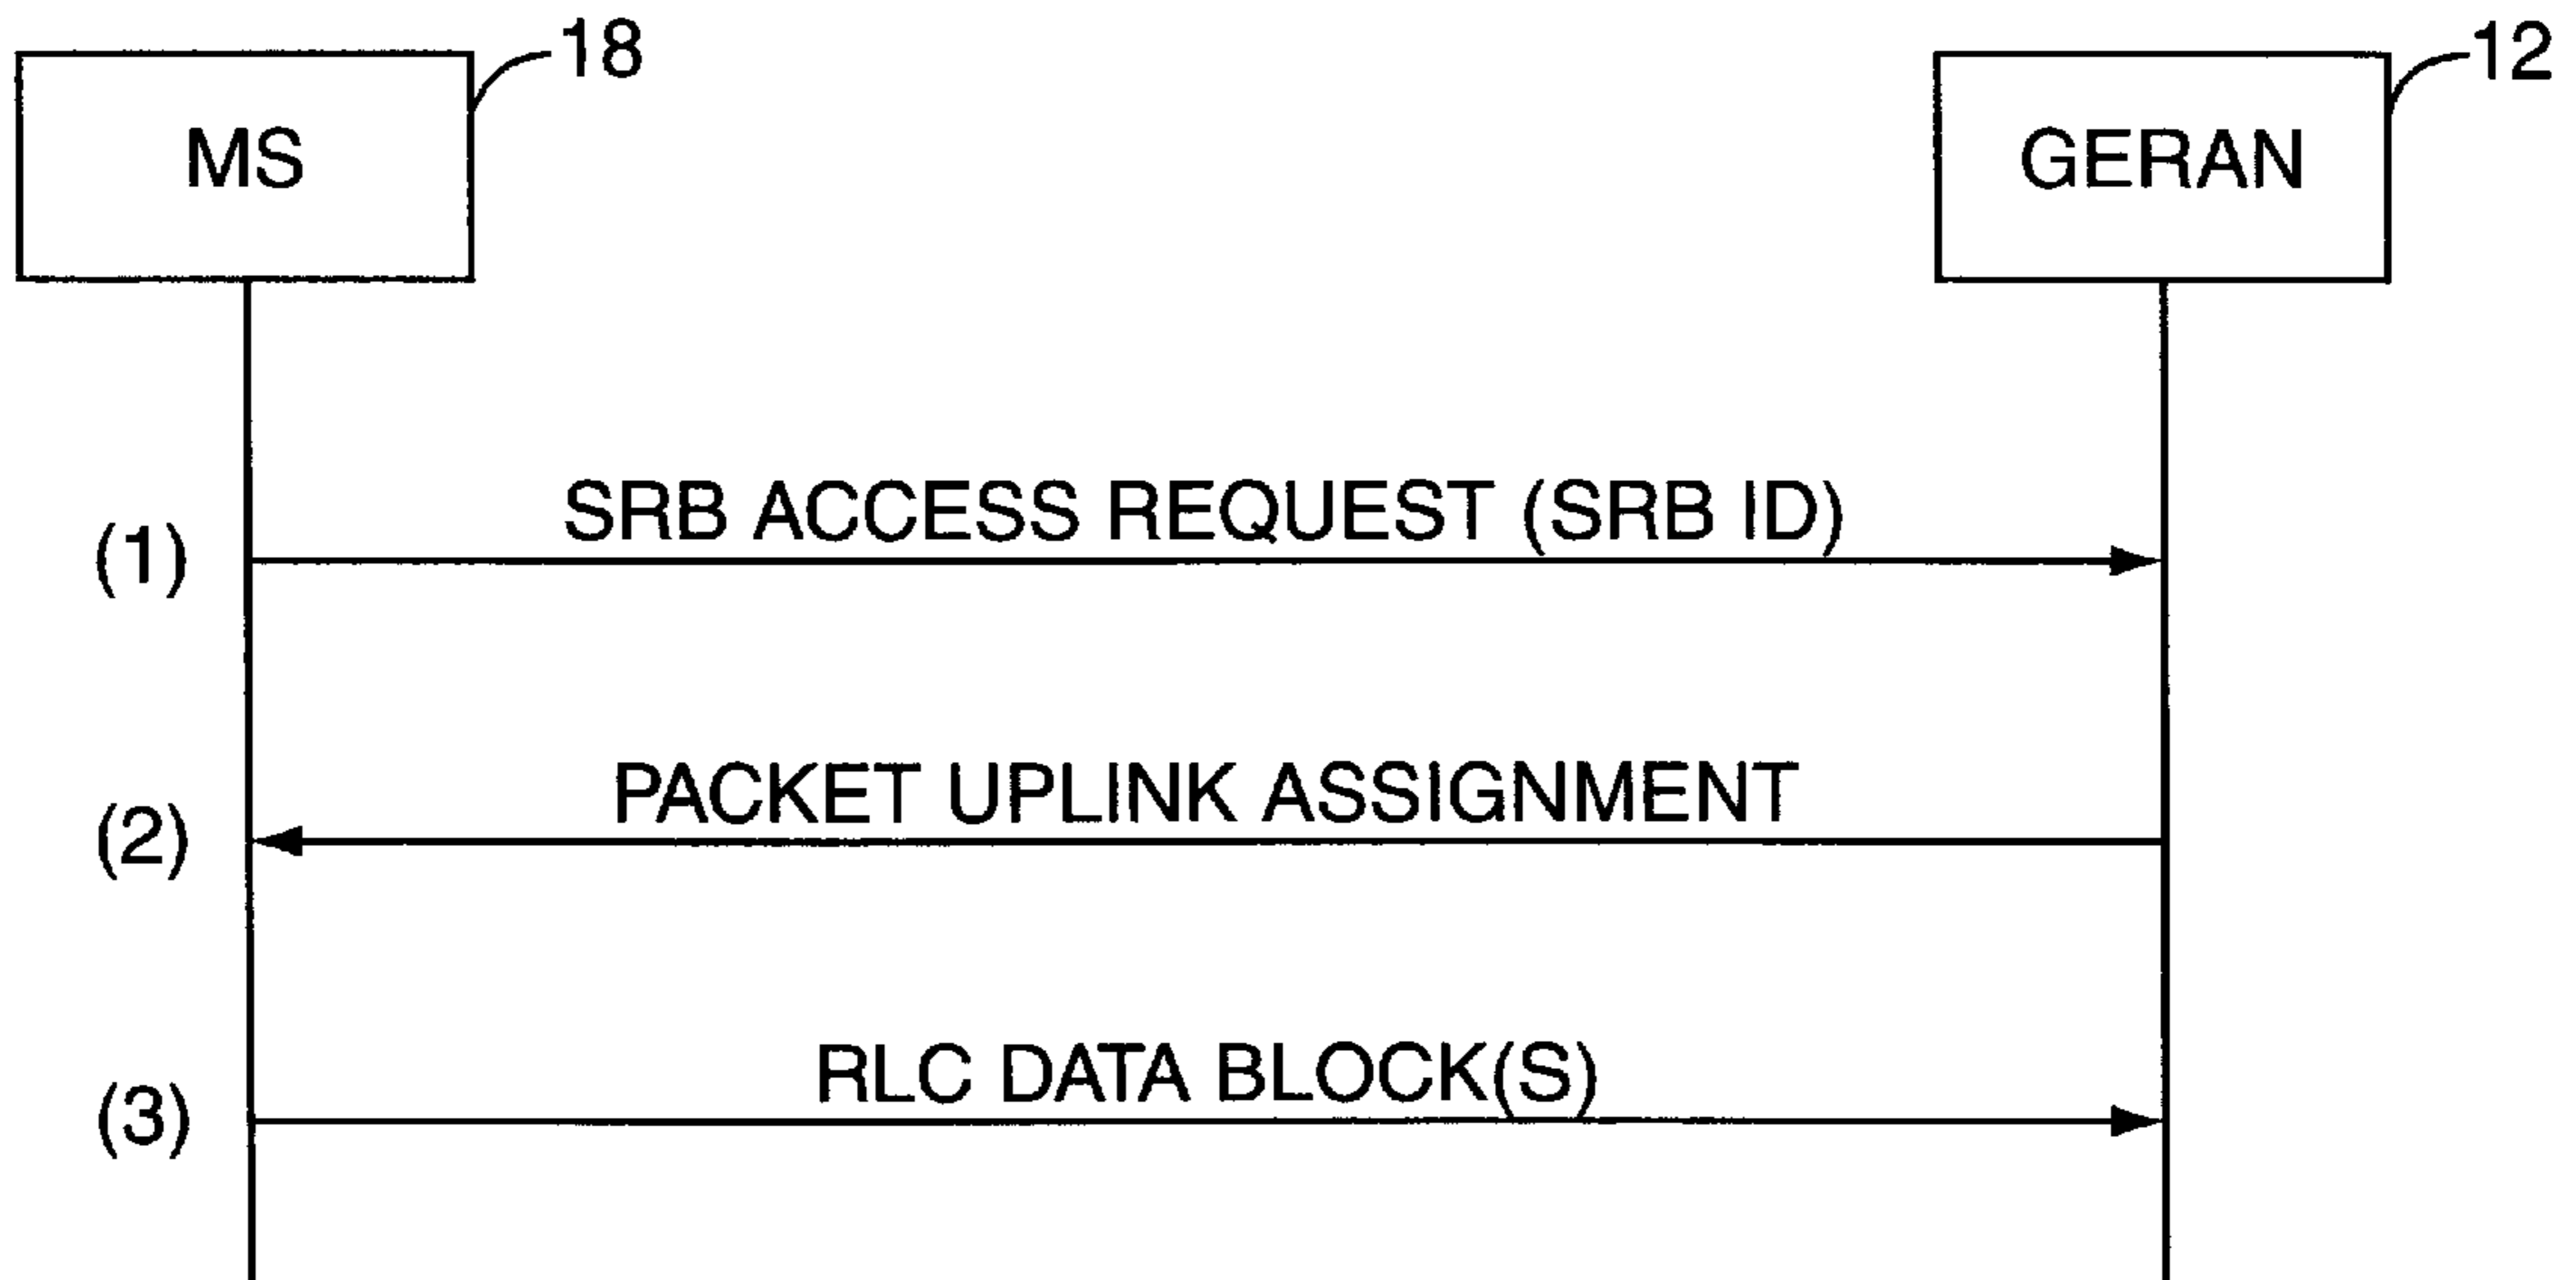 18
12
MS
GERAN
SRB ACCESS REQUEST (SRB ID)
(1)
PACKET UPLINK ASSIGNMENT
(2)
RLC DATA BLOCK(S)
(3)